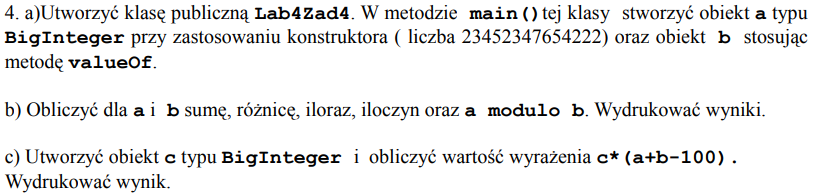 4. a)Utworzyć klasę publiczną Lab4Zad4. W metodzie main()tej klasy stworzyć obiekt a typu
BigInteger przy zastosowaniu konstruktora ( liczba 23452347654222) oraz obiekt b stosując
metodę valueOf.
b) Obliczyć dla a i b sumę, różnicę, iloraz, iloczyn oraz a modulo b. Wydrukować wyniki.
c) Utworzyć obiekt c typu BigInteger i obliczyć wartość wyrażenia c*(a+b-100).
Wydrukować wynik.